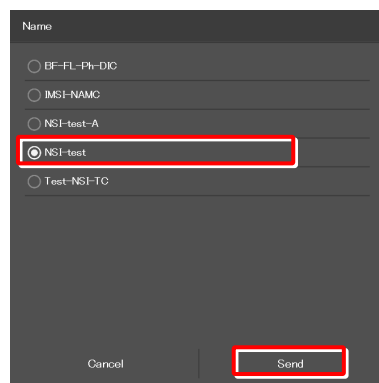 Name
BF-FL-Ph-DIC
IMSI-NAMC
NSI-test-A
NSI-test
Test-NSI-TC
Cancel
Send